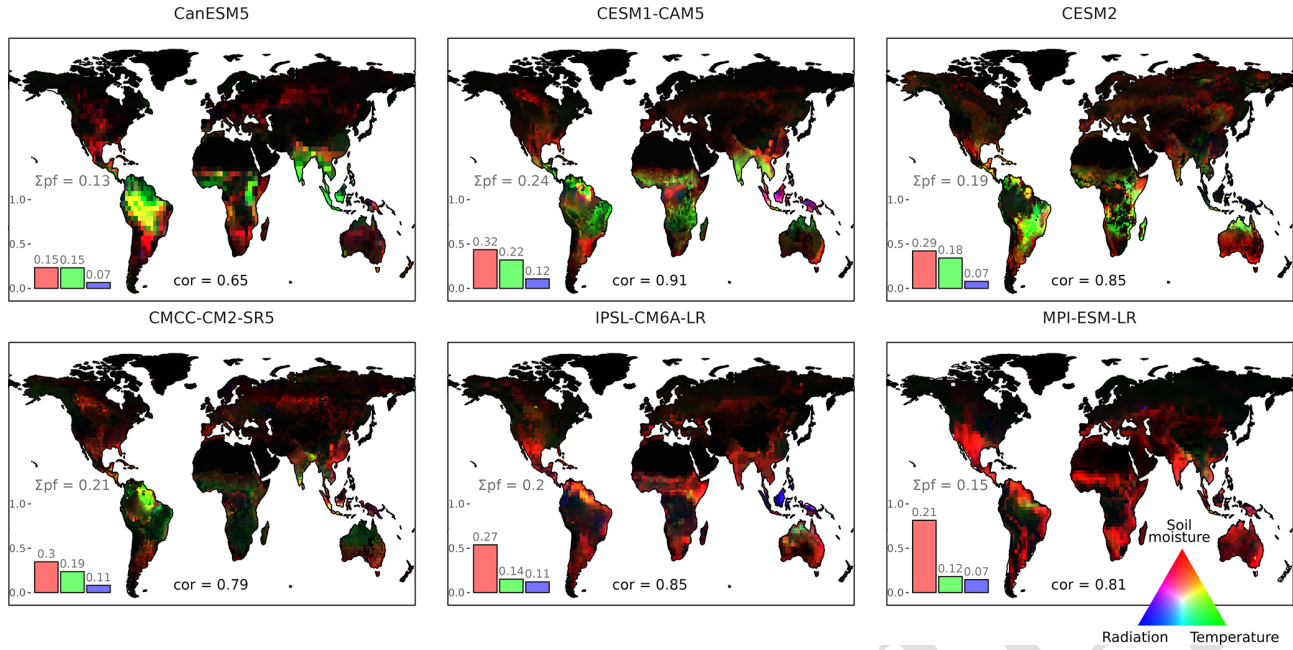 CanESM5
CESM1-CAM5
CESM2
Σpf = 0.13
1.0
0.5
0.0
0.15
0.15
0.07
cor = 0.65
Σpf = 0.24
1.0
0.5
0.0
0.32
0.22
0.12
cor = 0.91
Σpf = 0.19
1.0
0.5
0.0
0.29
0.18
0.07
cor = 0.85
CMCC-CM2-SR5
IPSL-CM6A-LR
MPI-ESM-LR
Σpf = 0.21
1.0
0.5
0.0
0.3
0.19
0.11
cor = 0.79
Σpf = 0.2
1.0
0.5
0.0
0.27
0.14
0.11
cor = 0.85
Σpf = 0.15
1.0
0.5
0.0
0.21
0.12
0.07
cor = 0.81
Soil
moisture
Radiation
Temperature